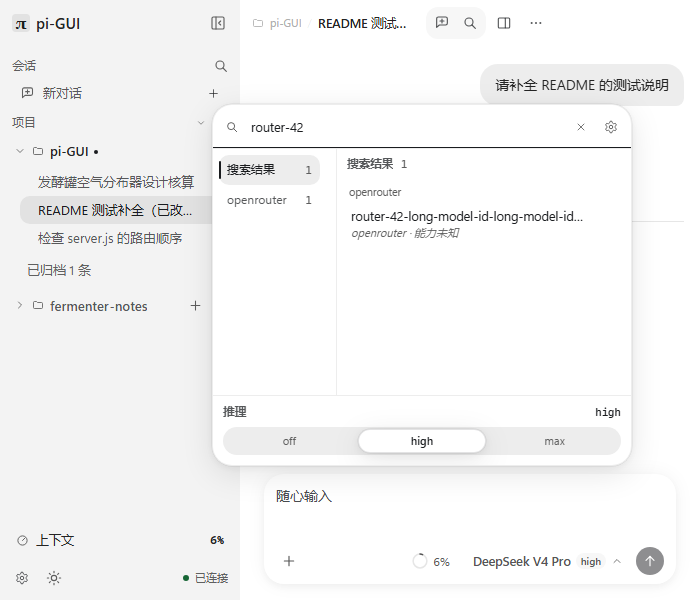 π pi-GUI
会话
新对话
项目
pi-GUI
发酵罐空气分布器设计核算
README 测试补全（已改...
检查 server.js 的路由顺序
已归档 1 条
fermenter-notes
上下文 6%
已连接
pi-GUI / README 测试补...
请补全 README 的测试说明
router-42
搜索结果 1
openrouter 1
搜索结果 1
openrouter
router-42-long-model-id-long-model-id...
openrouter · 能力未知
推理 high
off high max
随心输入
6% DeepSeek V4 Pro high